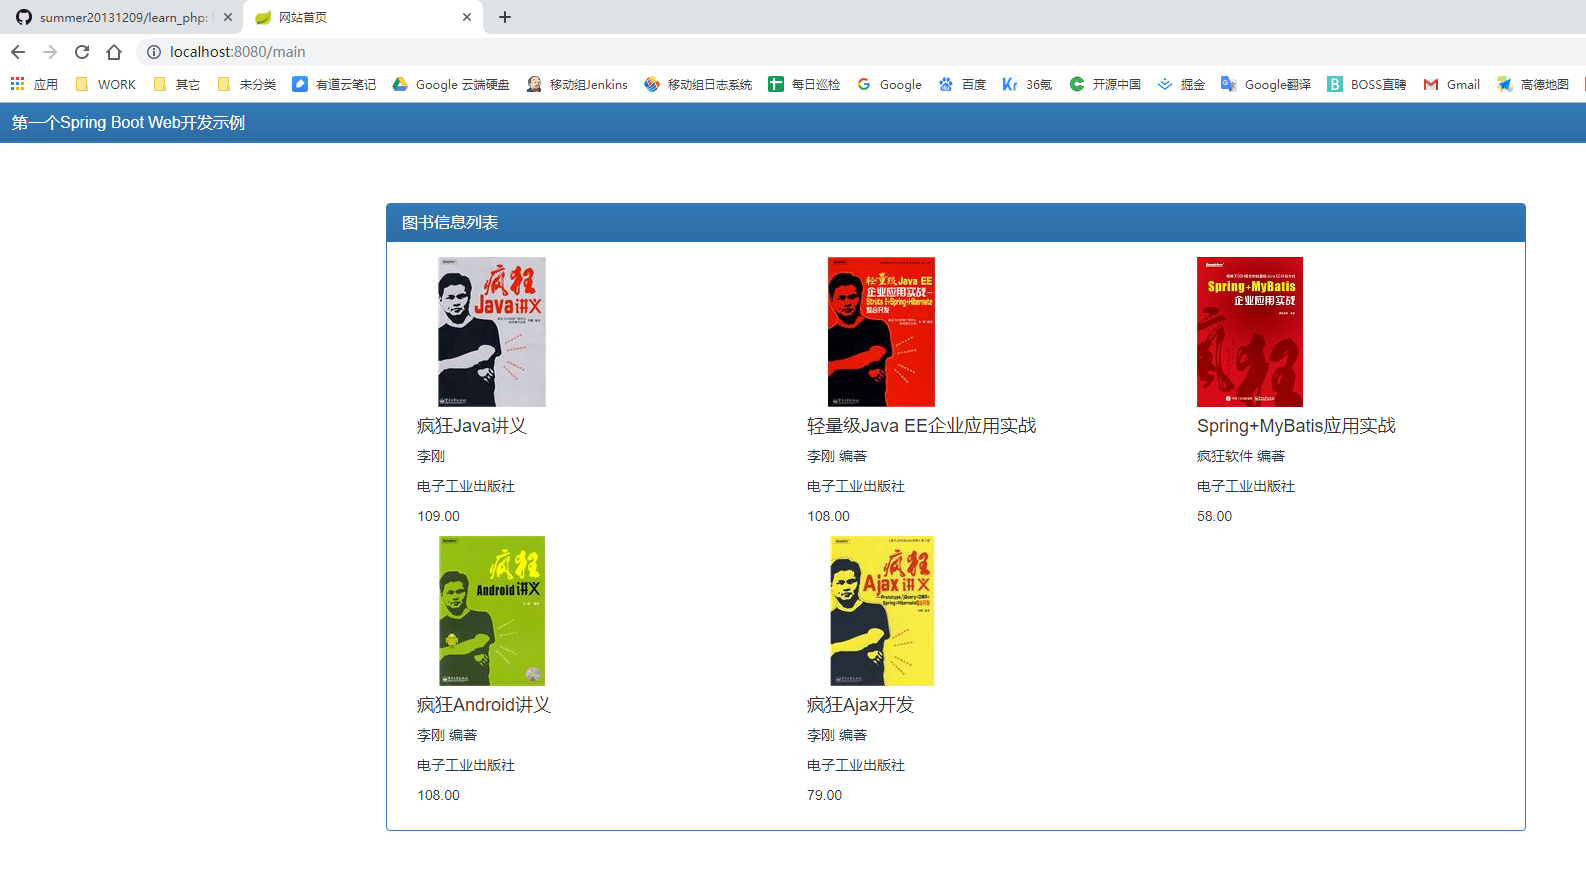 summer20131209/learn_php:
网站首页
localhost:8080/main
应用
WORK
其它
未分类
有道云笔记
Google 云端硬盘
移动组Jenkins
移动组日志系统
每日巡检
Google
百度
36氪
开源中国
掘金
Google翻译
BOSS直聘
Gmail
高德地图
第一个Spring Boot Web开发示例
图书信息列表
疯狂
Java讲义
轻量级Java EE
企业应用实战
Spring+MyBatis
企业应用实战
疯狂Java讲义
轻量级Java EE企业应用实战
Spring+MyBatis应用实战
李刚
李刚 编著
疯狂软件 编著
电子工业出版社
电子工业出版社
电子工业出版社
109.00
108.00
58.00
疯狂
Android讲义
疯狂
Ajax讲义
疯狂Android讲义
疯狂Ajax开发
李刚 编著
李刚 编著
电子工业出版社
电子工业出版社
108.00
79.00